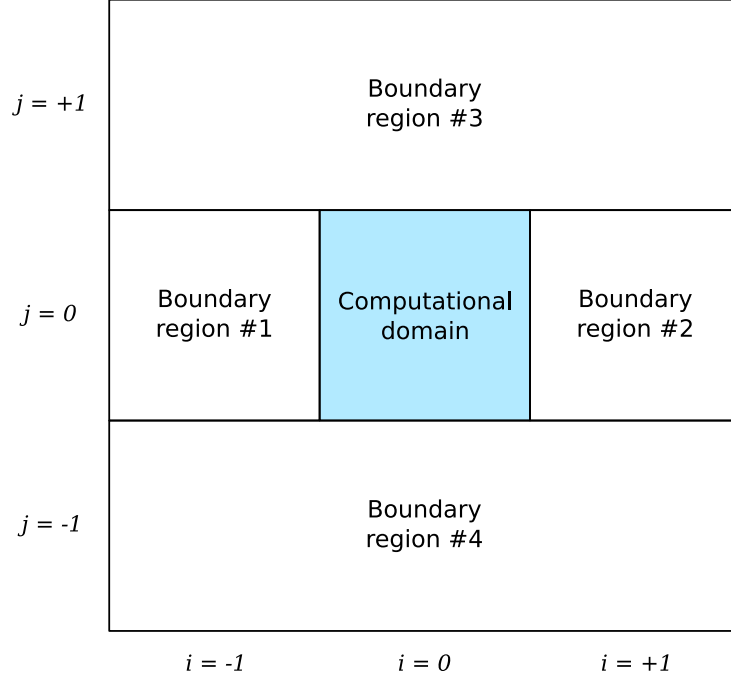 j = +1
Boundary
region #3
j = 0
Boundary
region #1
Computational
domain
Boundary
region #2
j = -1
Boundary
region #4
i = -1
i = 0
i = +1